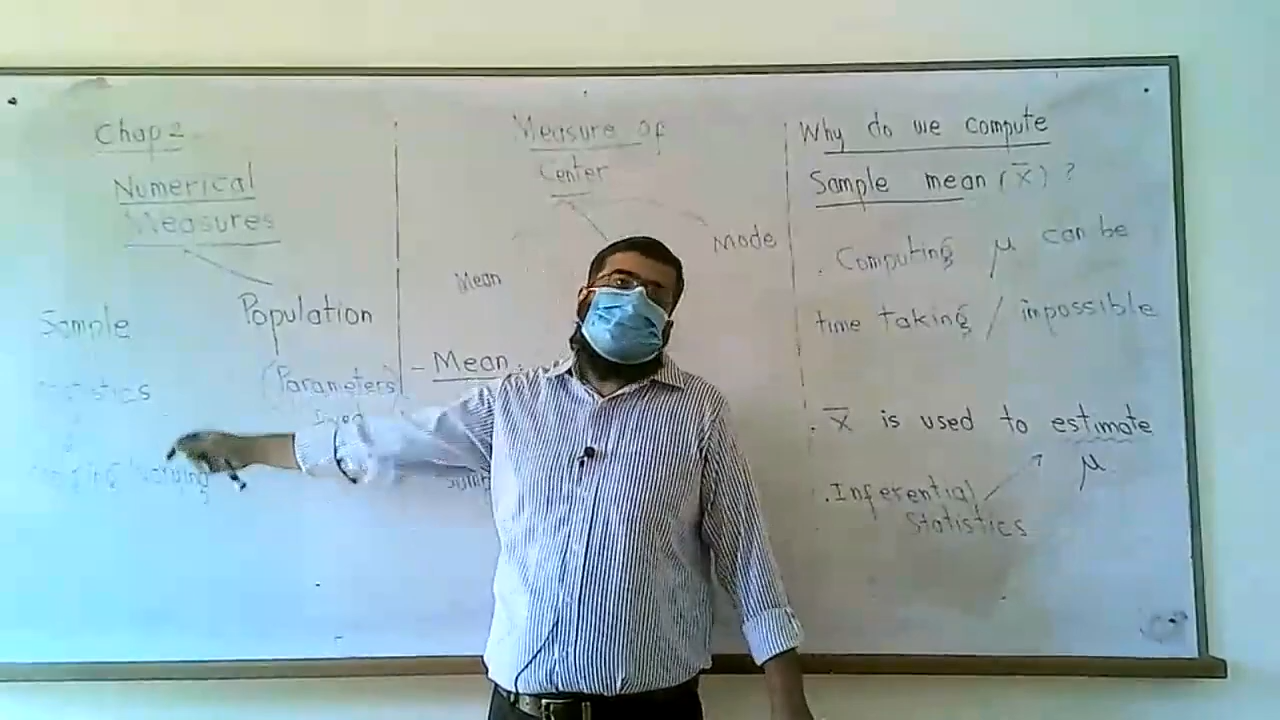 Chap 2
Numerical
Measures
Sample
Population
(Parameters)
Measure of
Center
Mean
Mode
- Mean
Why do we compute
Sample mean (x̄) ?
. Computing μ can be
time taking / impossible
. x̄ is used to estimate
μ
. Inferential
Statistics